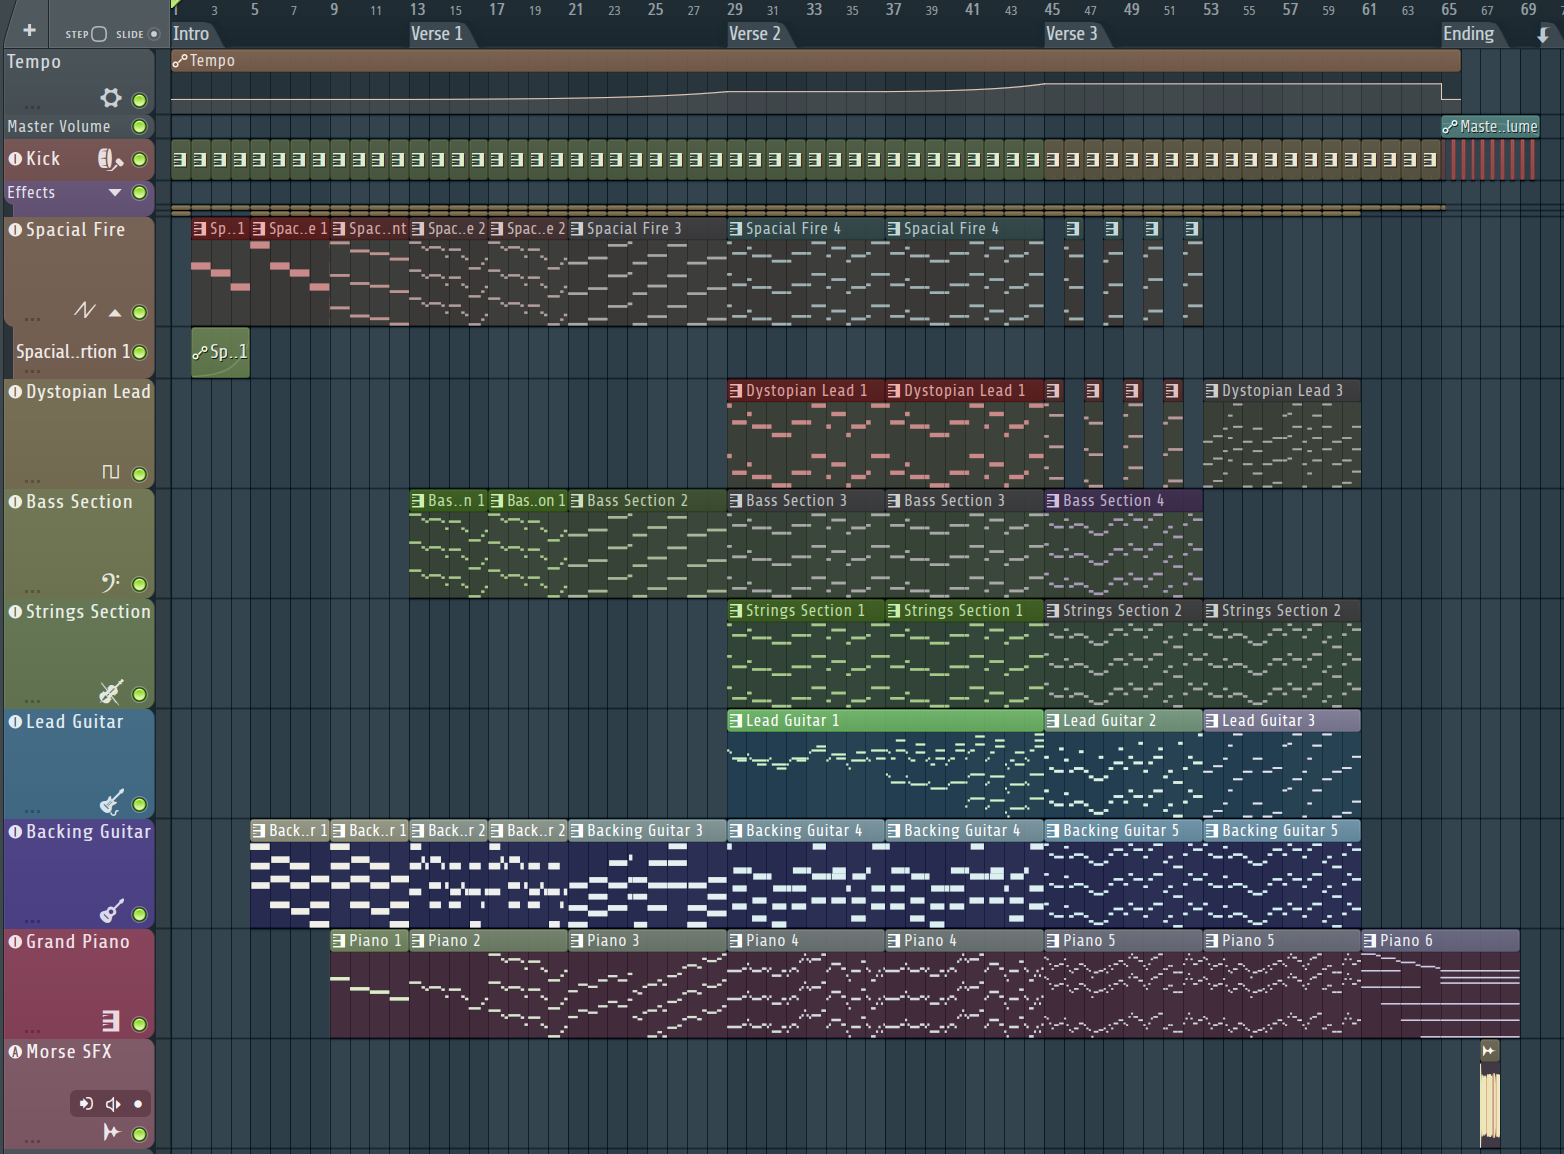 1 3 5 7 9 11 13 15 17 19 21 23 25 27 29 31 33 35 37 39 41 43 45 47 49 51 53 55 57 59 61 63 65 67 69
+ STEP SLIDE Intro Verse 1 Verse 2 Verse 3 Ending
Tempo Tempo
Master Volume Maste..lume
Kick
Effects
Spacial Fire Sp..1 Spac..e 1 Spac..nt Spac..e 2 Spac..e 2 Spacial Fire 3 Spacial Fire 4 Spacial Fire 4
Spacial..rtion 1 Sp..1
Dystopian Lead Dystopian Lead 1 Dystopian Lead 1 Dystopian Lead 3
Bass Section Bas..n 1 Bas..on 1 Bass Section 2 Bass Section 3 Bass Section 3 Bass Section 4
Strings Section Strings Section 1 Strings Section 1 Strings Section 2 Strings Section 2
Lead Guitar Lead Guitar 1 Lead Guitar 2 Lead Guitar 3
Backing Guitar Back..r 1 Back..r 1 Back..r 2 Back..r 2 Backing Guitar 3 Backing Guitar 4 Backing Guitar 4 Backing Guitar 5 Backing Guitar 5
Grand Piano Piano 1 Piano 2 Piano 3 Piano 4 Piano 4 Piano 5 Piano 5 Piano 6
A Morse SFX